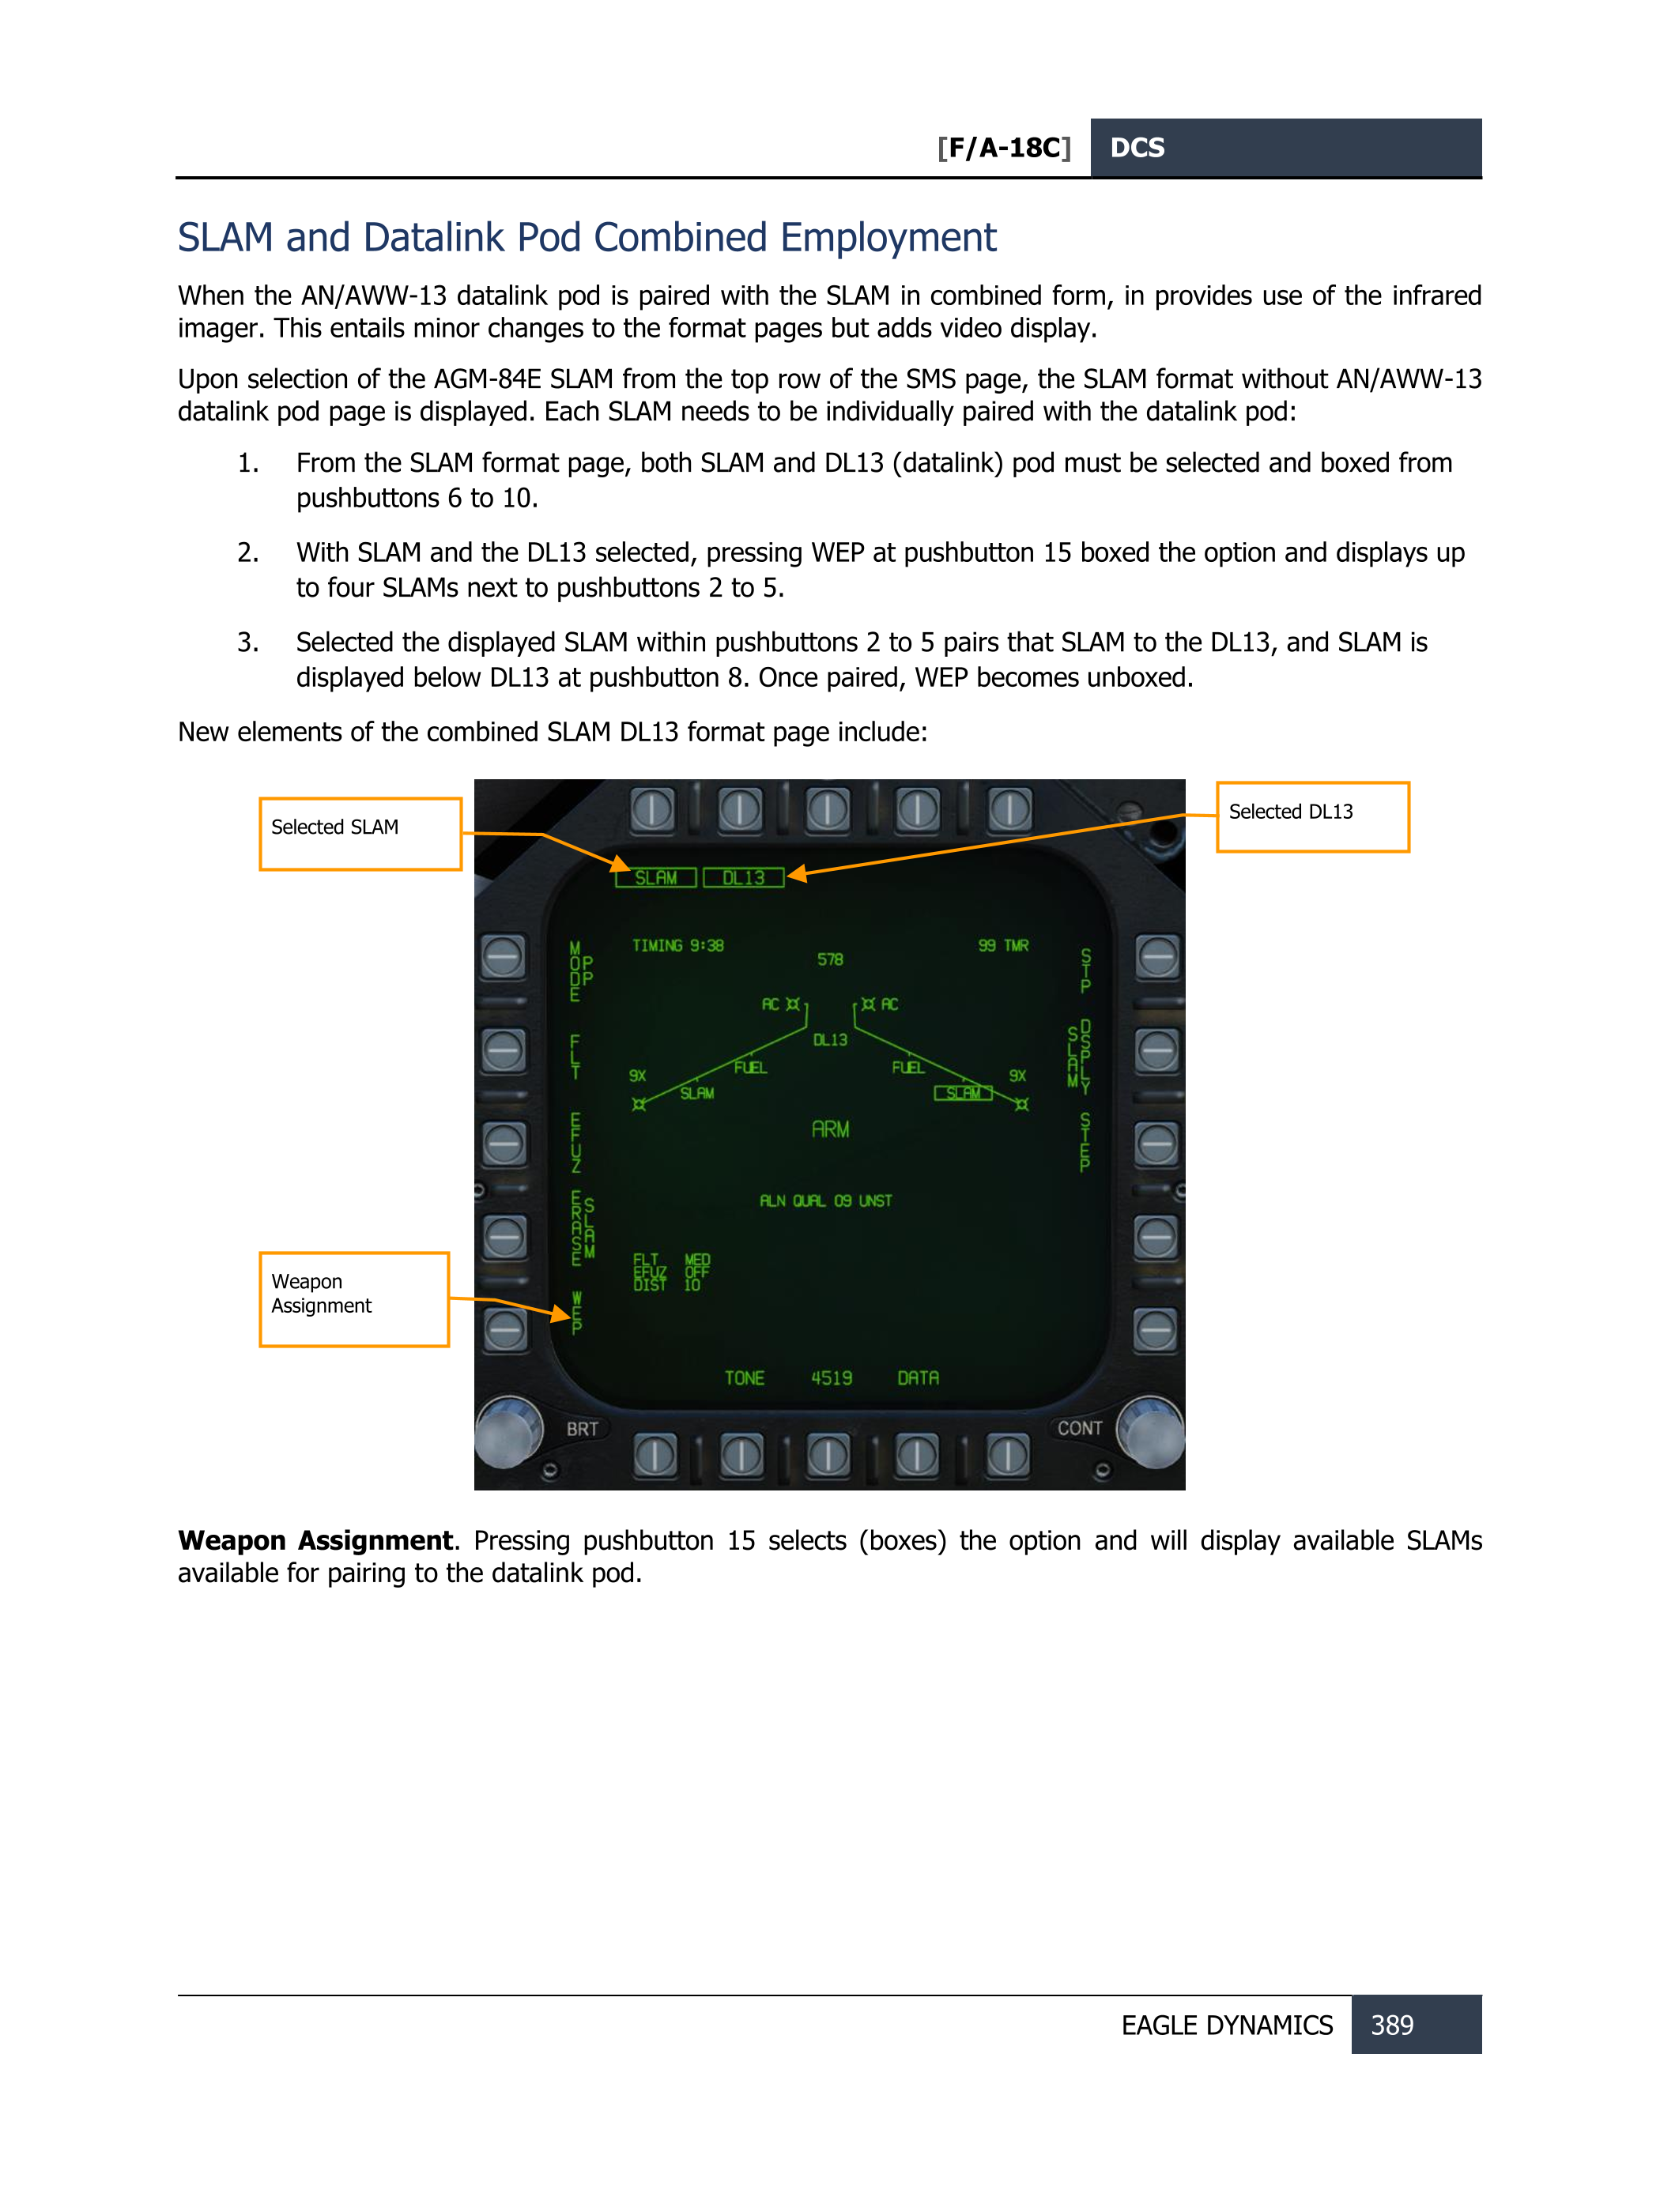 [F/A-18C] DCS
SLAM and Datalink Pod Combined Employment
When the AN/AWW-13 datalink pod is paired with the SLAM in combined form, in provides use of the infrared
imager. This entails minor changes to the format pages but adds video display.
Upon selection of the AGM-84E SLAM from the top row of the SMS page, the SLAM format without AN/AWW-13
datalink pod page is displayed. Each SLAM needs to be individually paired with the datalink pod:
1. From the SLAM format page, both SLAM and DL13 (datalink) pod must be selected and boxed from
pushbuttons 6 to 10.
2. With SLAM and the DL13 selected, pressing WEP at pushbutton 15 boxed the option and displays up
to four SLAMs next to pushbuttons 2 to 5.
3. Selected the displayed SLAM within pushbuttons 2 to 5 pairs that SLAM to the DL13, and SLAM is
displayed below DL13 at pushbutton 8. Once paired, WEP becomes unboxed.
New elements of the combined SLAM DL13 format page include:
Selected SLAM
Selected DL13
SLAM DL13
TIMING 9:38
578
99 TMR
MODE
PP
STP
AC
AC
DL13
FLT
DSPLY
SLAM
FUEL
FUEL
9X
9X
SLAM
SLAM
ARM
EFUZ
STEP
ALN QUAL 09 UNST
ERASE
SLAM
FLT MED
EFUZ OFF
DIST 10
Weapon
Assignment
WEP
TONE 4519 DATA
BRT
CONT
Weapon Assignment. Pressing pushbutton 15 selects (boxes) the option and will display available SLAMs
available for pairing to the datalink pod.
EAGLE DYNAMICS 389